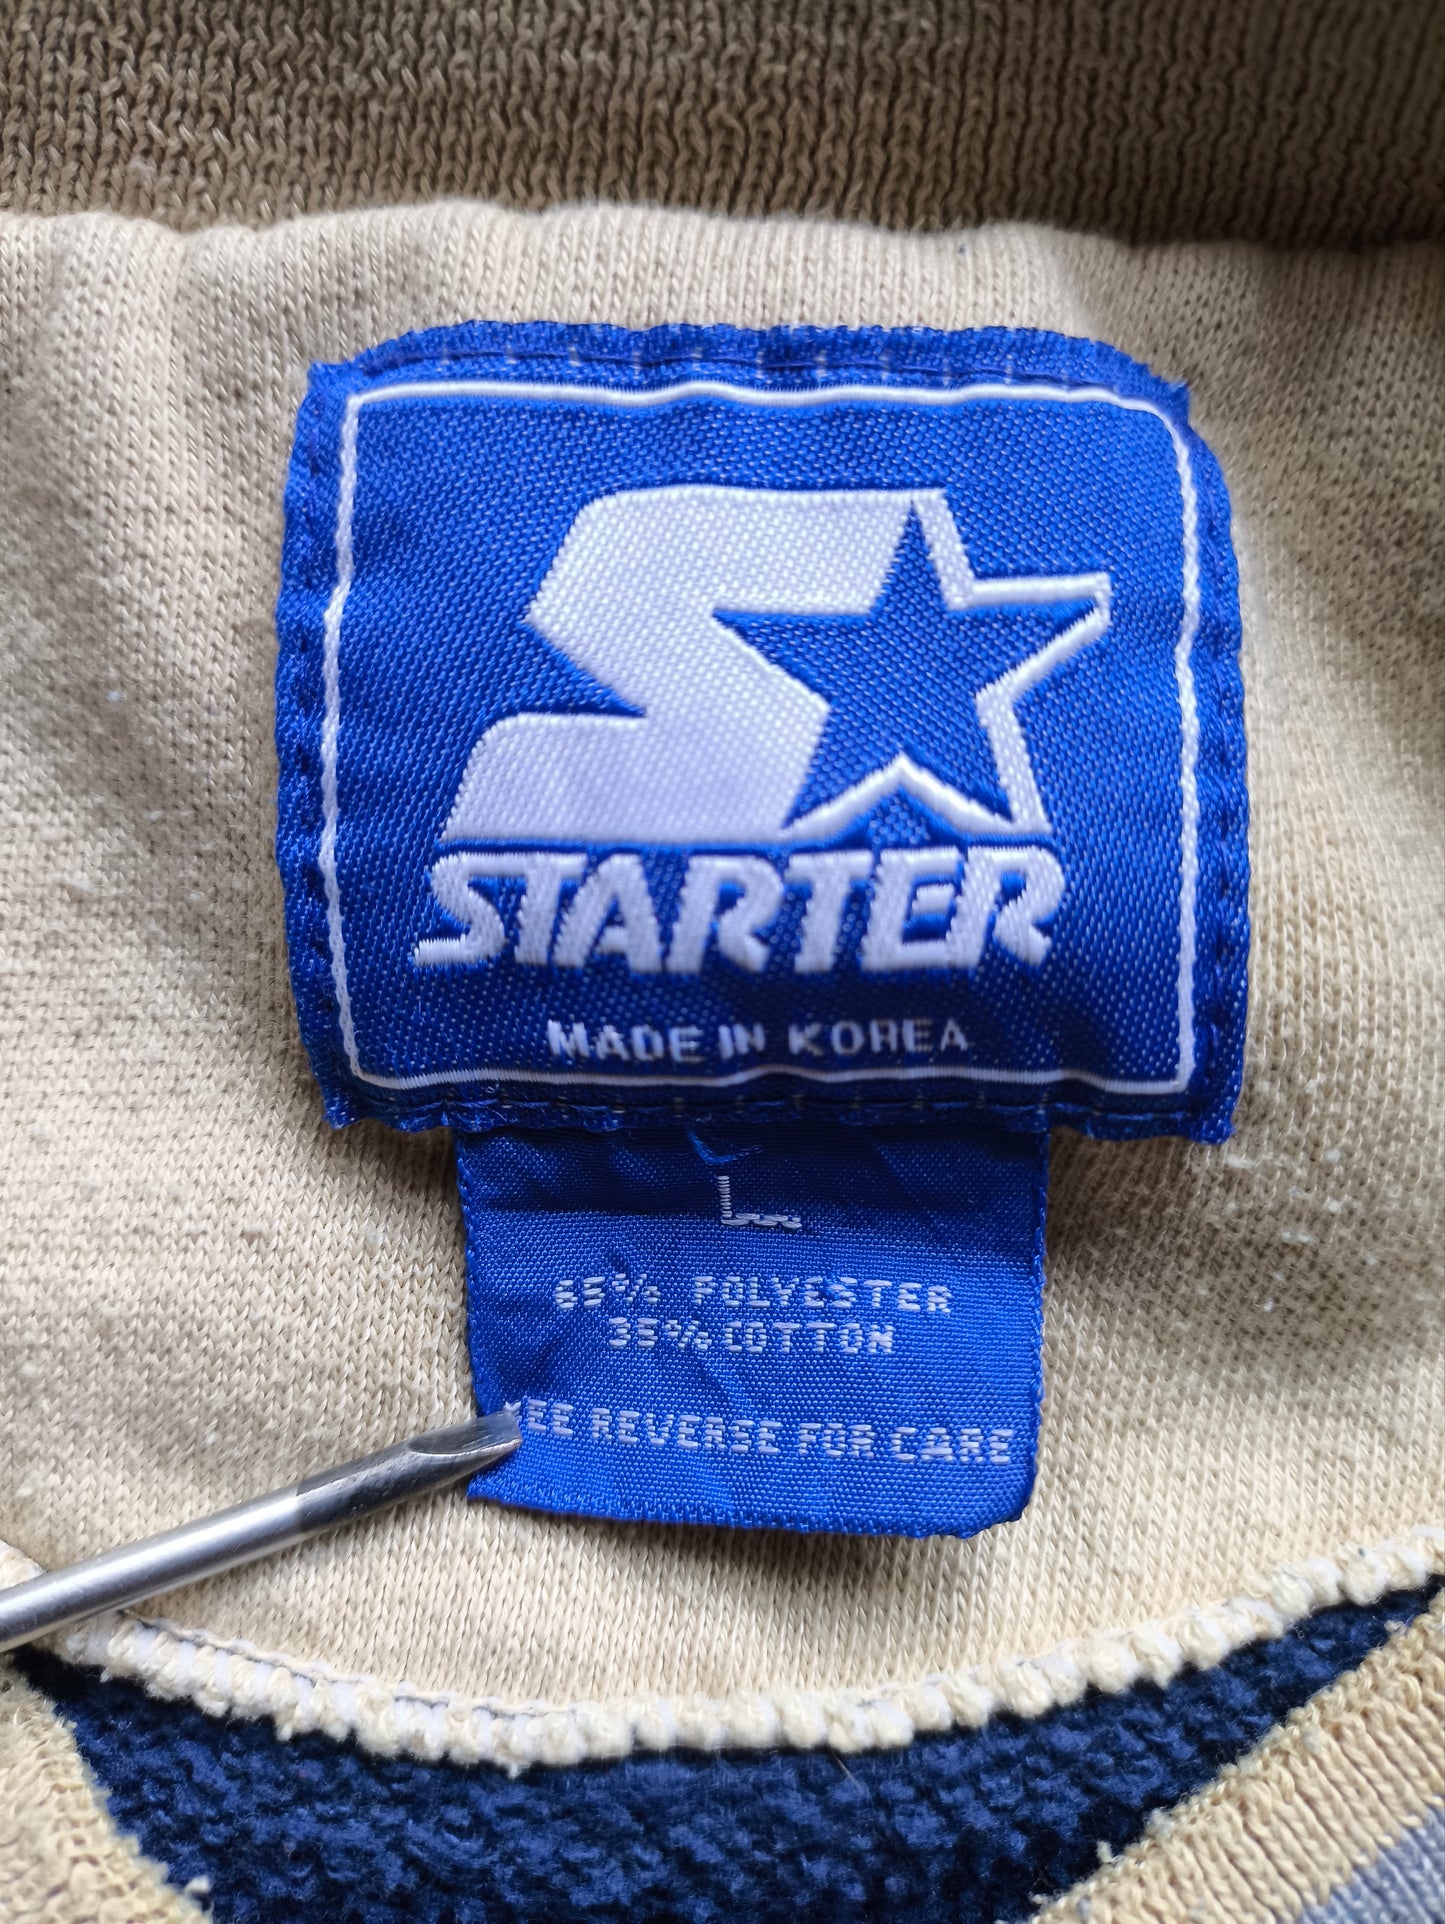 STARTER
MADE IN KOREA
L
65% POLYESTER
35% COTTON
SEE REVERSE FOR CARE